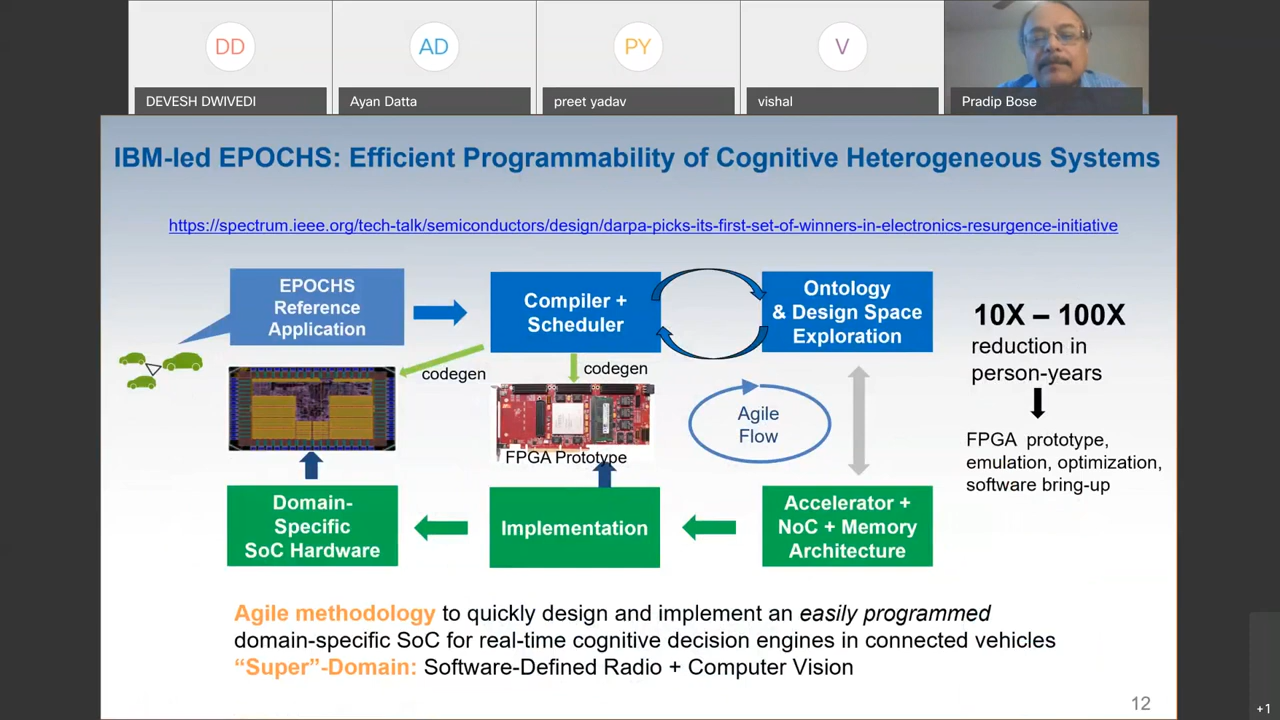 DD
AD
PY
V
DEVESH DWIVEDI
Ayan Datta
preet yadav
vishal
Pradip Bose
IBM-led EPOCHS: Efficient Programmability of Cognitive Heterogeneous Systems
https://spectrum.ieee.org/tech-talk/semiconductors/design/darpa-picks-its-first-set-of-winners-in-electronics-resurgence-initiative
EPOCHS
Reference
Application
Compiler +
Scheduler
Ontology
& Design Space
Exploration
10X – 100X
reduction in
person-years
codegen
codegen
Agile
Flow
FPGA Prototype
FPGA prototype,
emulation, optimization,
software bring-up
Domain-
Specific
SoC Hardware
Implementation
Accelerator +
NoC + Memory
Architecture
Agile methodology to quickly design and implement an easily programmed
domain-specific SoC for real-time cognitive decision engines in connected vehicles
“Super”-Domain: Software-Defined Radio + Computer Vision
12
+1